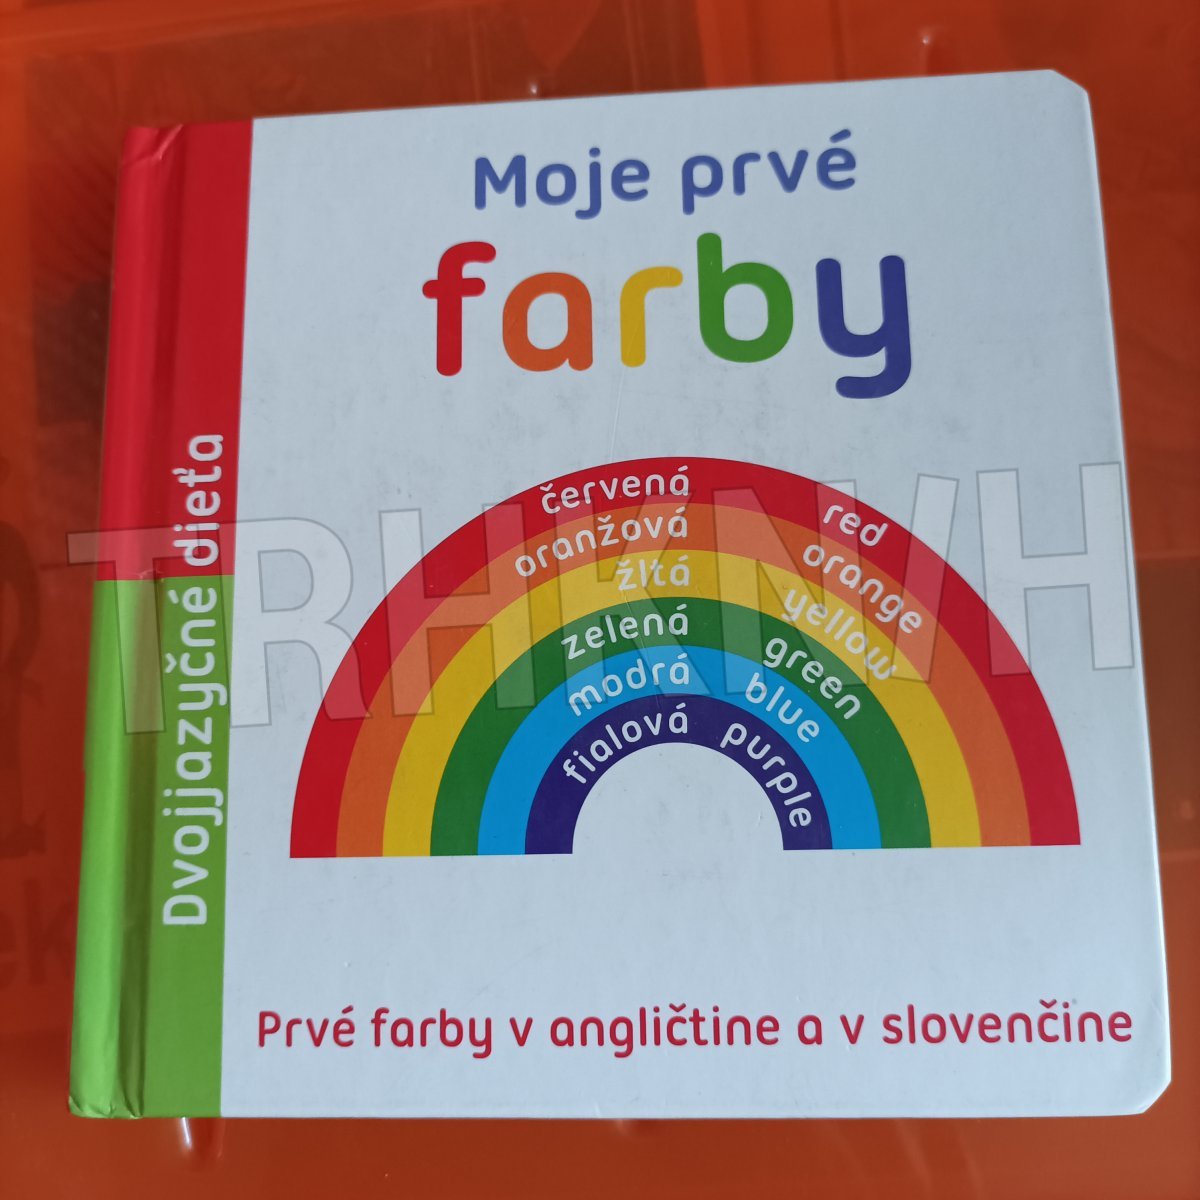 Moje prvé
farby
Dvojjazyčné dieťa
červená
red
oranžová
orange
žltá
yellow
zelená
green
modrá
blue
fialová
purple
Prvé farby v angličtine a v slovenčine
TRHKNVH